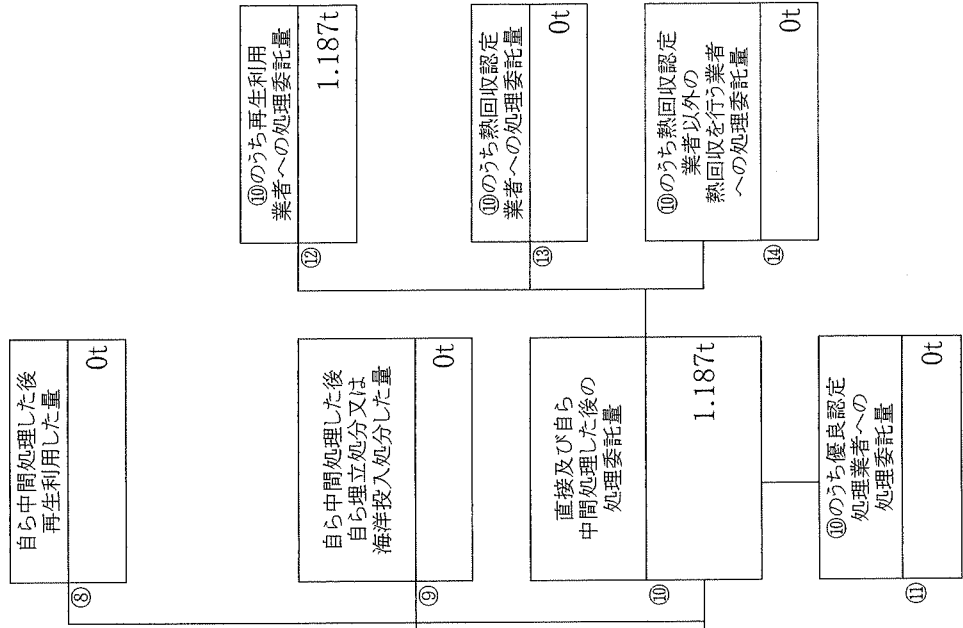 ⑧
自ら中間処理した後
再生利用した量
0t
⑨
自ら中間処理した後
自ら埋立処分又は
海洋投入処分した量
0t
⑩
直接及び自ら
中間処理した後の
処理委託量
1.187t
⑪
⑩のうち優良認定
処理業者への
処理委託量
0t
⑫
⑩のうち再生利用
業者への処理委託量
1.187t
⑬
⑩のうち熱回収認定
業者への処理委託量
0t
⑭
⑩のうち熱回収認定
業者以外の
熱回収を行う業者
への処理委託量
0t